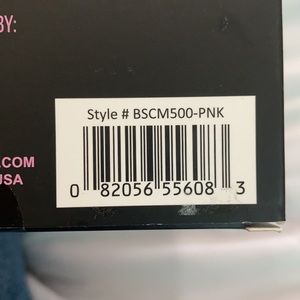 BY:
Style # BSCM500-PNK
0 82056 55608 3
.COM
USA